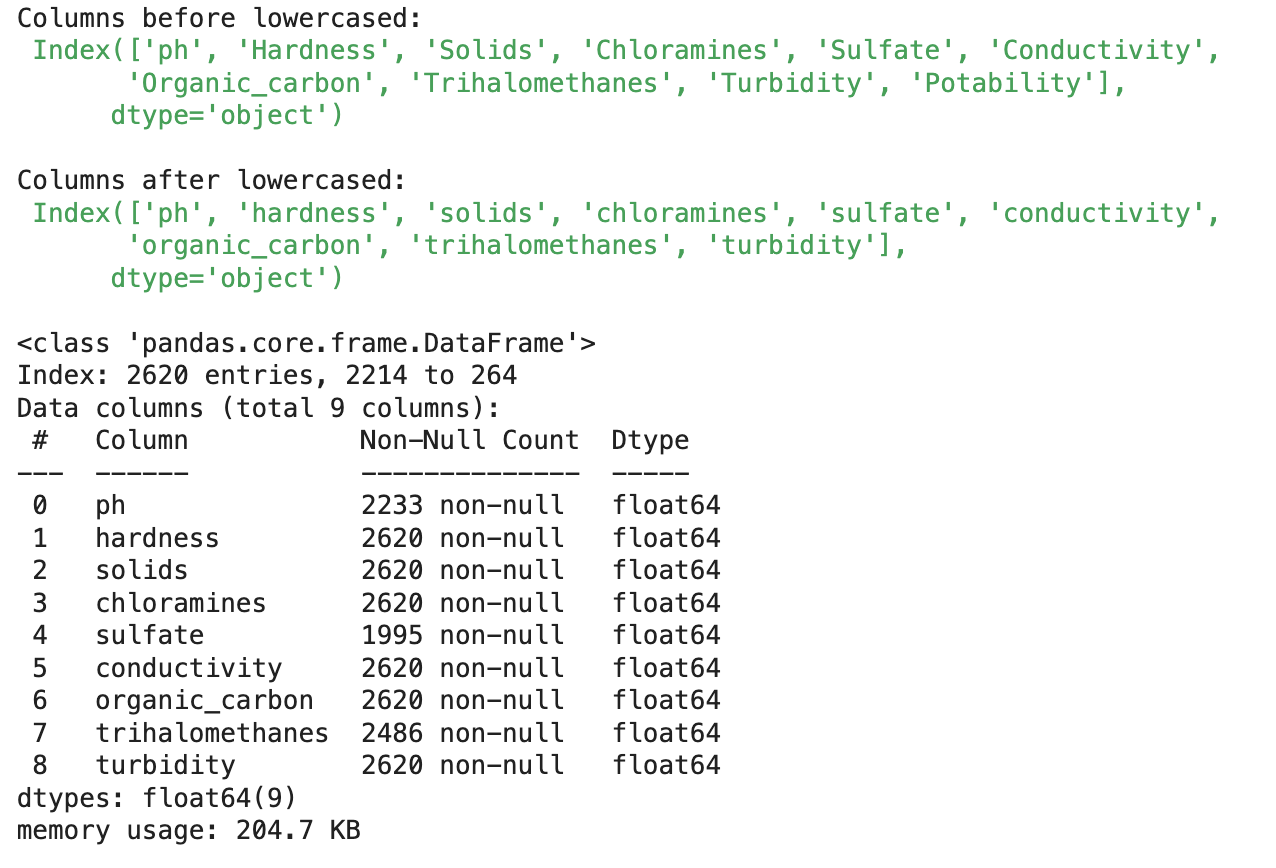 Columns before lowercased:
 Index(['ph', 'Hardness', 'Solids', 'Chloramines', 'Sulfate', 'Conductivity',
       'Organic_carbon', 'Trihalomethanes', 'Turbidity', 'Potability'],
      dtype='object')

Columns after lowercased:
 Index(['ph', 'hardness', 'solids', 'chloramines', 'sulfate', 'conductivity',
       'organic_carbon', 'trihalomethanes', 'turbidity'],
      dtype='object')

<class 'pandas.core.frame.DataFrame'>
Index: 2620 entries, 2214 to 264
Data columns (total 9 columns):
 #   Column           Non-Null Count  Dtype
---  ------           --------------  -----
 0   ph               2233 non-null   float64
 1   hardness         2620 non-null   float64
 2   solids           2620 non-null   float64
 3   chloramines      2620 non-null   float64
 4   sulfate          1995 non-null   float64
 5   conductivity     2620 non-null   float64
 6   organic_carbon   2620 non-null   float64
 7   trihalomethanes  2486 non-null   float64
 8   turbidity        2620 non-null   float64
dtypes: float64(9)
memory usage: 204.7 KB